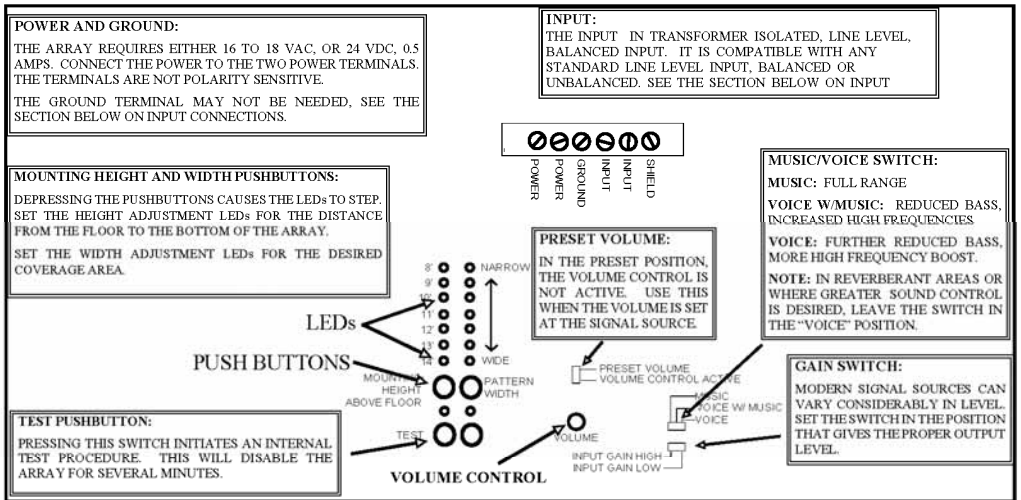 POWER AND GROUND:
THE ARRAY REQUIRES EITHER 16 TO 18 VAC, OR 24 VDC, 0.5
AMPS. CONNECT THE POWER TO THE TWO POWER TERMINALS.
THE TERMINALS ARE NOT POLARITY SENSITIVE.
THE GROUND TERMINAL MAY NOT BE NEEDED, SEE THE
SECTION BELOW ON INPUT CONNECTIONS.
INPUT:
THE INPUT IN TRANSFORMER ISOLATED, LINE LEVEL,
BALANCED INPUT. IT IS COMPATIBLE WITH ANY
STANDARD LINE LEVEL INPUT, BALANCED OR
UNBALANCED. SEE THE SECTION BELOW ON INPUT
POWER
POWER
GROUND
INPUT
INPUT
SHIELD
MOUNTING HEIGHT AND WIDTH PUSHBUTTONS:
DEPRESSING THE PUSHBUTTONS CAUSES THE LEDs TO STEP.
SET THE HEIGHT ADJUSTMENT LEDs FOR THE DISTANCE
FROM THE FLOOR TO THE BOTTOM OF THE ARRAY.
SET THE WIDTH ADJUSTMENT LEDs FOR THE DESIRED
COVERAGE AREA.
MUSIC/VOICE SWITCH:
MUSIC: FULL RANGE
VOICE W/MUSIC: REDUCED BASS,
INCREASED HIGH FREQUENCIES
VOICE: FURTHER REDUCED BASS,
MORE HIGH FREQUENCY BOOST.
NOTE: IN REVERBERANT AREAS OR
WHERE GREATER SOUND CONTROL
IS DESIRED, LEAVE THE SWITCH IN
THE “VOICE” POSITION.
PRESET VOLUME:
IN THE PRESET POSITION,
THE VOLUME CONTROL IS
NOT ACTIVE. USE THIS
WHEN THE VOLUME IS SET
AT THE SIGNAL SOURCE.
8'
NARROW
9'
10'
11'
12'
13'
14'
WIDE
LEDs
PUSH BUTTONS
MOUNTING
HEIGHT
ABOVE FLOOR
PATTERN
WIDTH
TEST
PRESET VOLUME
VOLUME CONTROL ACTIVE
MUSIC
VOICE W/ MUSIC
VOICE
VOLUME
INPUT GAIN HIGH
INPUT GAIN LOW
VOLUME CONTROL
GAIN SWITCH:
MODERN SIGNAL SOURCES CAN
VARY CONSIDERABLY IN LEVEL.
SET THE SWITCH IN THE POSITION
THAT GIVES THE PROPER OUTPUT
LEVEL.
TEST PUSHBUTTON:
PRESSING THIS SWITCH INITIATES AN INTERNAL
TEST PROCEDURE. THIS WILL DISABLE THE
ARRAY FOR SEVERAL MINUTES.